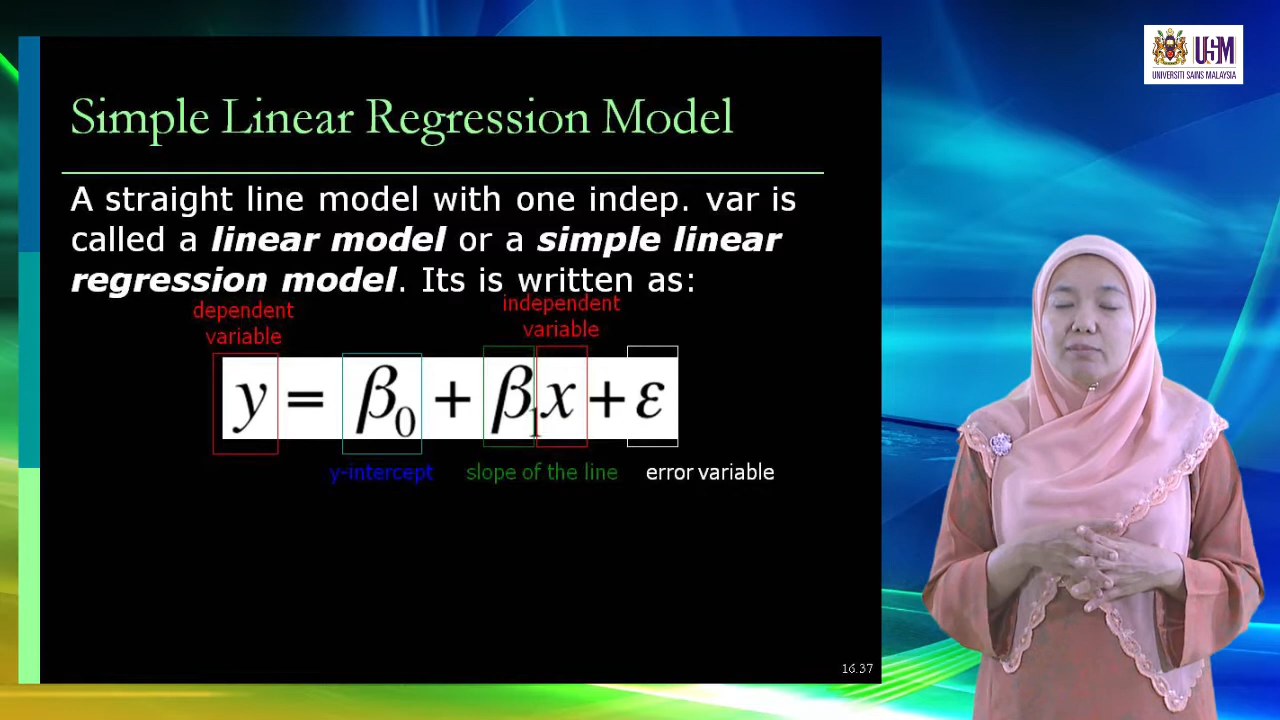 USM
UNIVERSITI SAINS MALAYSIA
Simple Linear Regression Model
A straight line model with one indep. var is
called a linear model or a simple linear
regression model. Its is written as:
dependent
variable
independent
variable
y = β₀ + β₁x + ε
y-intercept
slope of the line
error variable
16.37